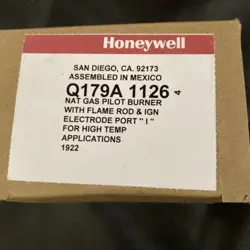 Honeywell
SAN DIEGO, CA. 92173
ASSEMBLED IN MEXICO
Q179A 1126 4
NAT GAS PILOT BURNER
WITH FLAME ROD & IGN
ELECTRODE PORT " I "
FOR HIGH TEMP
APPLICATIONS
1922